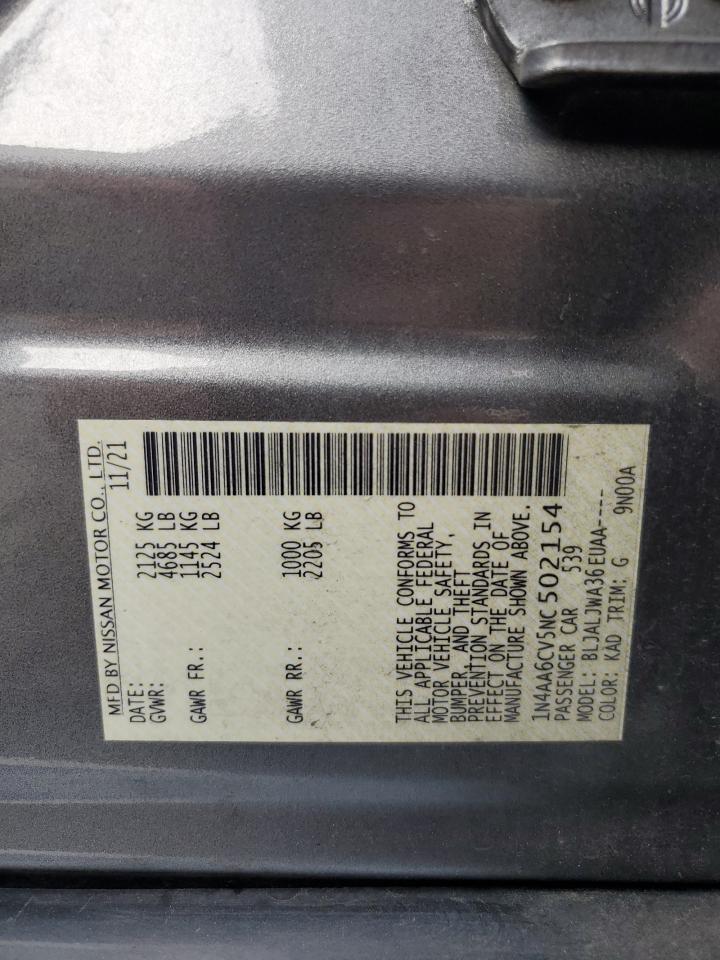 MFD BY NISSAN MOTOR CO., LTD.
DATE: 11/21
GVWR: 2125 KG
4685 LB
GAWR FR.: 1145 KG
2524 LB
GAWR RR.: 1000 KG
2205 LB
THIS VEHICLE CONFORMS TO
ALL APPLICABLE FEDERAL
MOTOR VEHICLE SAFETY,
BUMPER, AND THEFT
PREVENTION STANDARDS IN
EFFECT ON THE DATE OF
MANUFACTURE SHOWN ABOVE.
1N4AA6CV5NC502154
PASSENGER CAR 539
MODEL: BLJALJWA36EUAA----
COLOR: KAD TRIM: G 9N00A